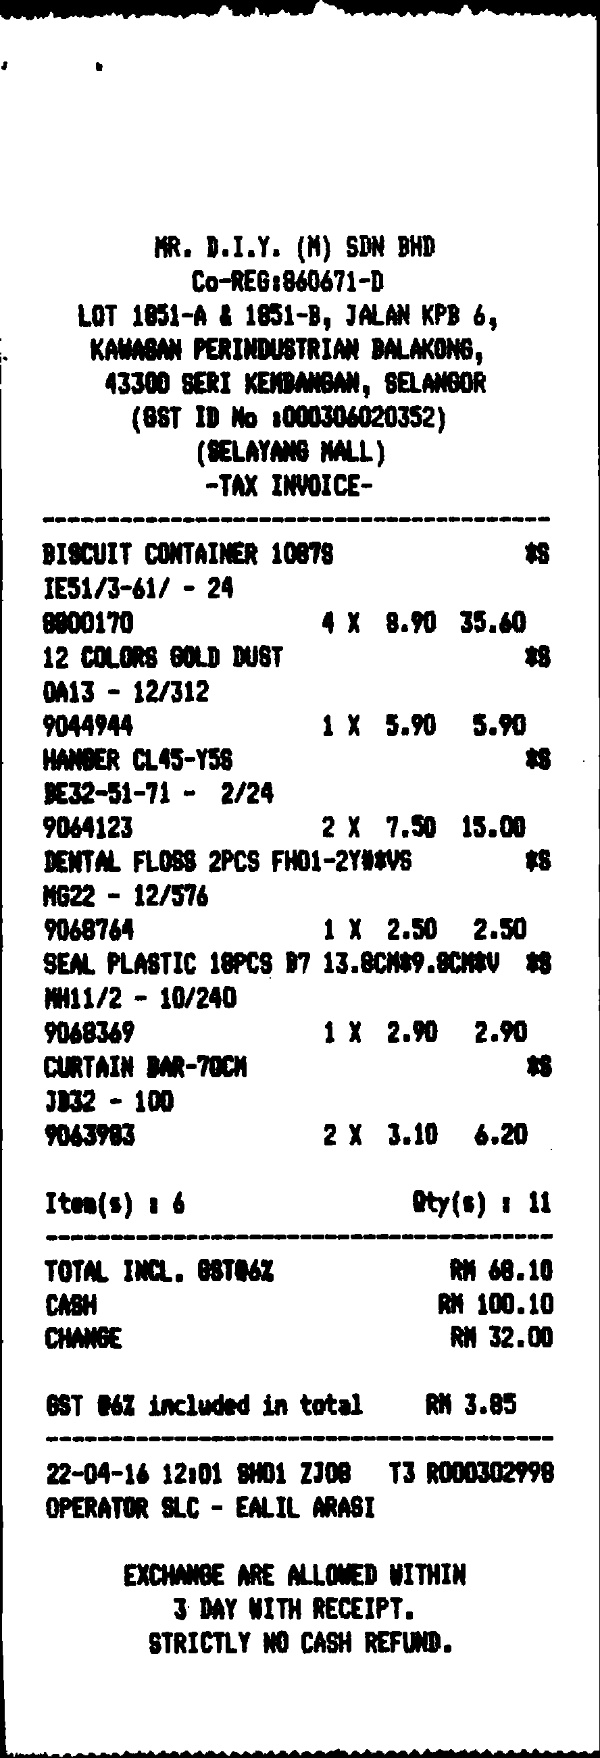 MR. D.I.Y. (M) SDN BHD
Co-REG:860671-D
LOT 1851-A & 1851-B, JALAN KPB 6,
KAWASAN PERINDUSTRIAN BALAKONG,
43300 SERI KEMBANGAN, SELANGOR
(GST ID No :000306020352)
(SELAYANG MALL)
-TAX INVOICE-
BISCUIT CONTAINER 1087S *S
IE51/3-61/ - 24
8800170 4 X 8.90 35.60
12 COLORS GOLD DUST *S
OA13 - 12/312
9044944 1 X 5.90 5.90
HANGER CL45-Y5S *S
BE32-51-71 - 2/24
9064123 2 X 7.50 15.00
DENTAL FLOSS 2PCS FH01-2Y##VS *S
MG22 - 12/576
9068764 1 X 2.50 2.50
SEAL PLASTIC 18PCS B7 13.8CM*9.8CM#V *S
MH11/2 - 10/240
9068369 1 X 2.90 2.90
CURTAIN BAR-70CM *S
JB32 - 100
9063983 2 X 3.10 6.20
Item(s) : 6 Qty(s) : 11
TOTAL INCL. GST@6% RM 68.10
CASH RM 100.10
CHANGE RM 32.00
GST @6% included in total RM 3.85
22-04-16 12:01 SH01 ZJ08 T3 R000302998
OPERATOR SLC - EALIL ARASI
EXCHANGE ARE ALLOWED WITHIN
3 DAY WITH RECEIPT.
STRICTLY NO CASH REFUND.